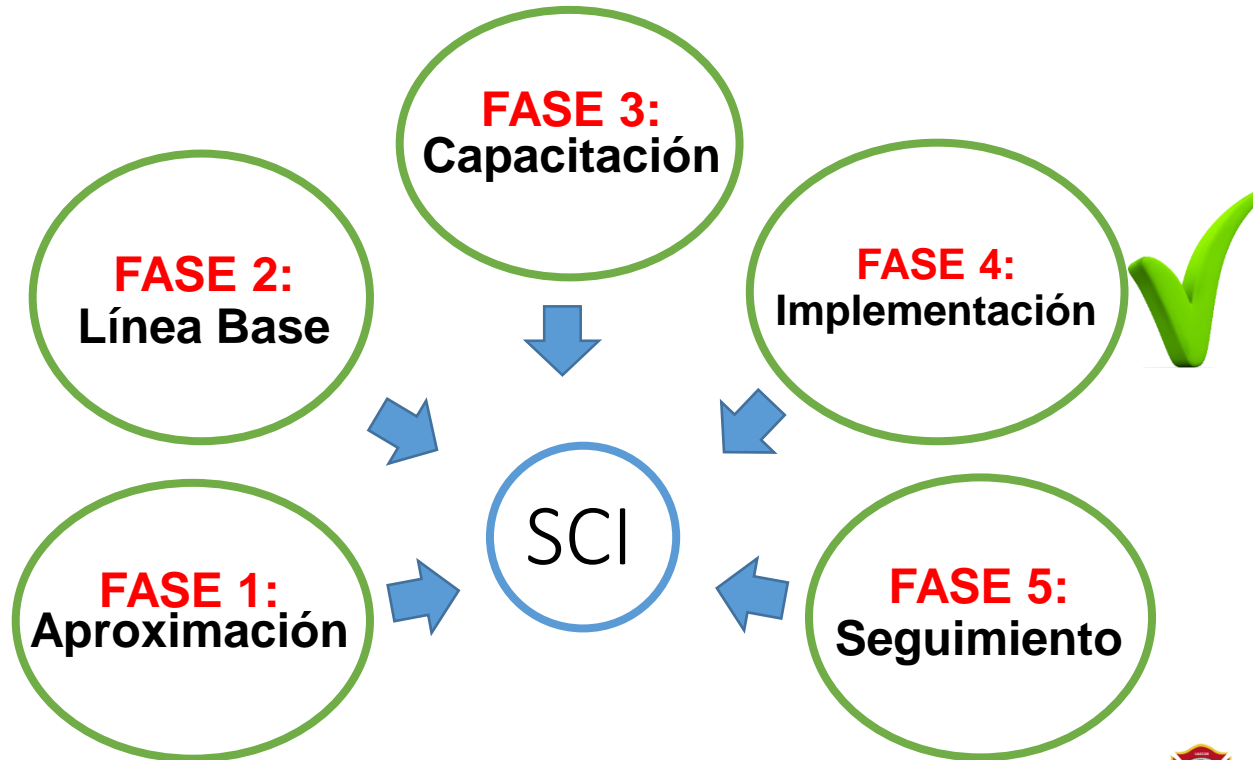 FASE 1:
Aproximación
FASE 2:
Línea Base
FASE 3:
Capacitación
FASE 4:
Implementación
FASE 5:
Seguimiento
SCI